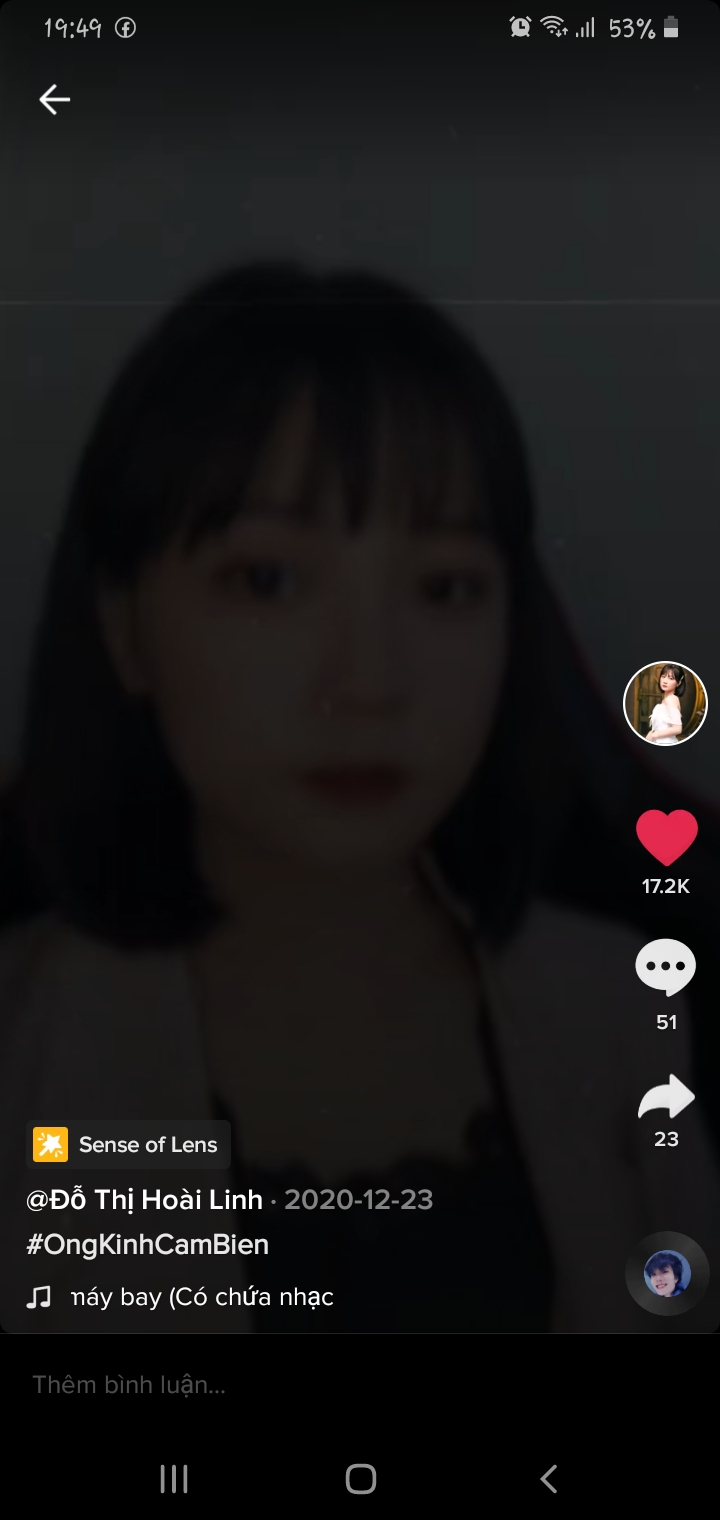 19:49
53%
17.2K
51
23
Sense of Lens
@Đỗ Thị Hoài Linh · 2020-12-23
#OngKinhCamBien
máy bay (Có chứa nhạc
Thêm bình luận...